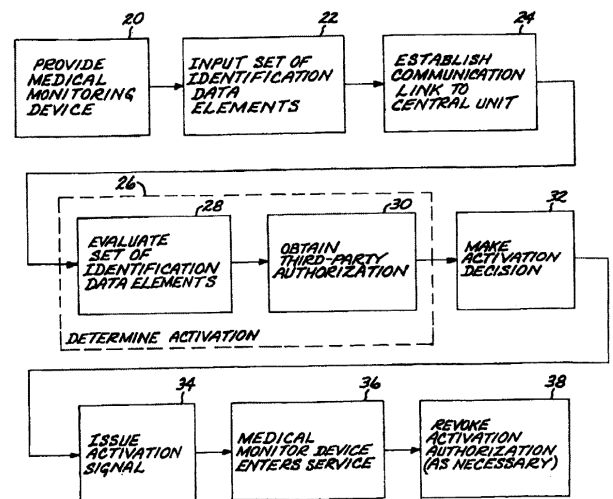 20
PROVIDE
MEDICAL
MONITORING
DEVICE
22
INPUT SET OF
IDENTIFICATION
DATA
ELEMENTS
24
ESTABLISH
COMMUNICATION
LINK TO
CENTRAL UNIT
26
28
EVALUATE
SET OF
IDENTIFICATION
DATA ELEMENTS
30
OBTAIN
THIRD-PARTY
AUTHORIZATION
DETERMINE ACTIVATION
32
MAKE
ACTIVATION
DECISION
34
ISSUE
ACTIVATION
SIGNAL
36
MEDICAL
MONITOR DEVICE
ENTERS SERVICE
38
REVOKE
ACTIVATION
AUTHORIZATION
(AS NECESSARY)